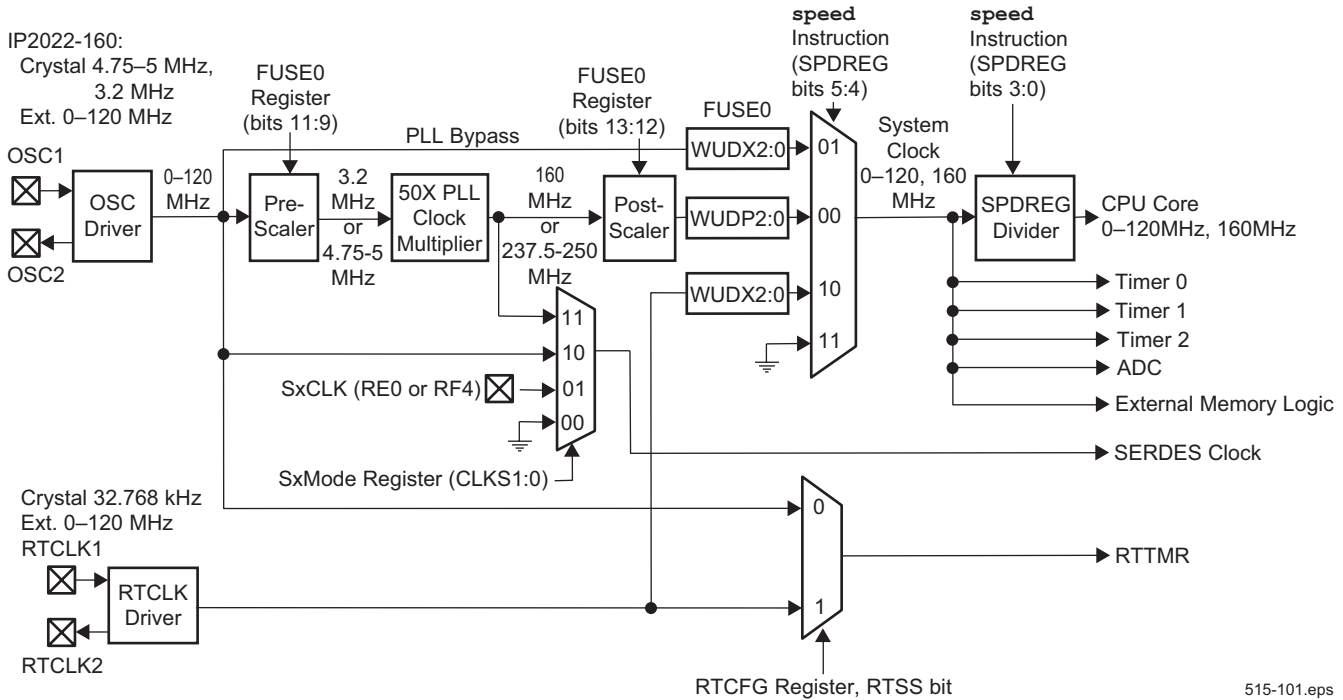 IP2022-160:
Crystal 4.75–5 MHz,
3.2 MHz
Ext. 0–120 MHz
OSC1
OSC2
OSC
Driver
0–120
MHz
FUSE0
Register
(bits 11:9)
Pre-
Scaler
PLL Bypass
3.2
MHz
or
4.75-5
MHz
50X PLL
Clock
Multiplier
160
MHz
or
237.5-250
MHz
FUSE0
Register
(bits 13:12)
Post-
Scaler
FUSE0
WUDX2:0
WUDP2:0
WUDX2:0
speed
Instruction
(SPDREG
bits 5:4)
01
00
10
11
System
Clock
0–120, 160
MHz
speed
Instruction
(SPDREG
bits 3:0)
SPDREG
Divider
CPU Core
0–120MHz, 160MHz
Timer 0
Timer 1
Timer 2
ADC
External Memory Logic
11
10
01
00
SxCLK (RE0 or RF4)
SxMode Register (CLKS1:0)
SERDES Clock
Crystal 32.768 kHz
Ext. 0–120 MHz
RTCLK1
RTCLK2
RTCLK
Driver
0
1
RTTMR
RTCFG Register, RTSS bit
515-101.eps